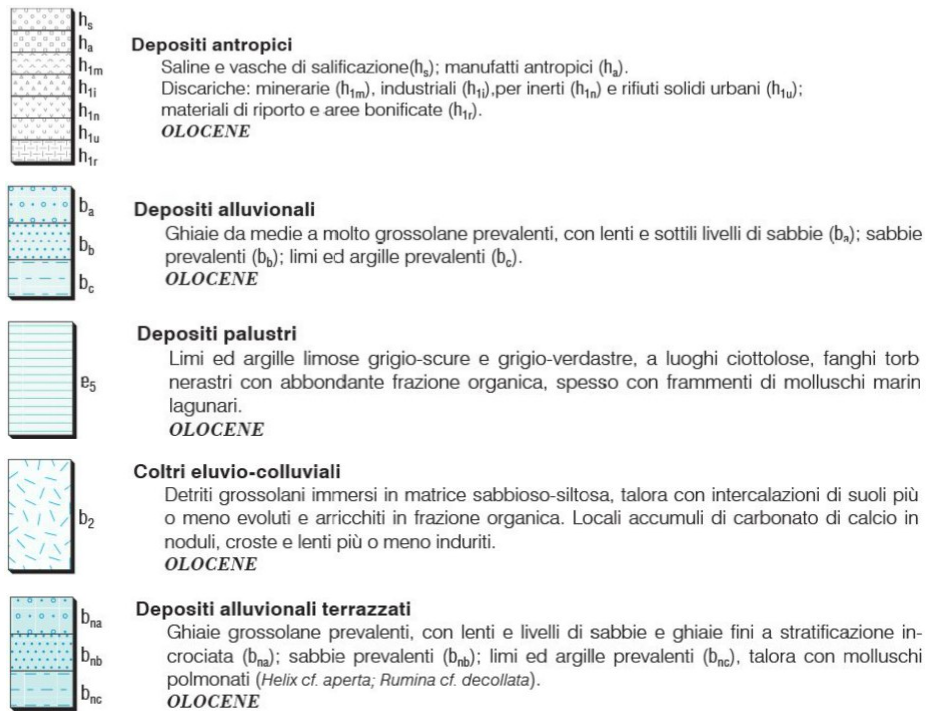 hs
ha
h1m
h1i
h1n
h1u
h1r
Depositi antropici
Saline e vasche di salificazione(hs); manufatti antropici (ha).
Discariche: minerarie (h1m), industriali (h1i),per inerti (h1n) e rifiuti solidi urbani (h1u);
materiali di riporto e aree bonificate (h1r).
OLOCENE
ba
bb
bc
Depositi alluvionali
Ghiaie da medie a molto grossolane prevalenti, con lenti e sottili livelli di sabbie (ba); sabbie
prevalenti (bb); limi ed argille prevalenti (bc).
OLOCENE
e5
Depositi palustri
Limi ed argille limose grigio-scure e grigio-verdastre, a luoghi ciottolose, fanghi torb
nerastri con abbondante frazione organica, spesso con frammenti di molluschi marin
lagunari.
OLOCENE
b2
Coltri eluvio-colluviali
Detriti grossolani immersi in matrice sabbioso-siltosa, talora con intercalazioni di suoli più
o meno evoluti e arricchiti in frazione organica. Locali accumuli di carbonato di calcio in
noduli, croste e lenti più o meno induriti.
OLOCENE
bna
bnb
bnc
Depositi alluvionali terrazzati
Ghiaie grossolane prevalenti, con lenti e livelli di sabbie e ghiaie fini a stratificazione in-
crociata (bna); sabbie prevalenti (bnb); limi ed argille prevalenti (bnc), talora con molluschi
polmonati (Helix cf. aperta; Rumina cf. decollata).
OLOCENE